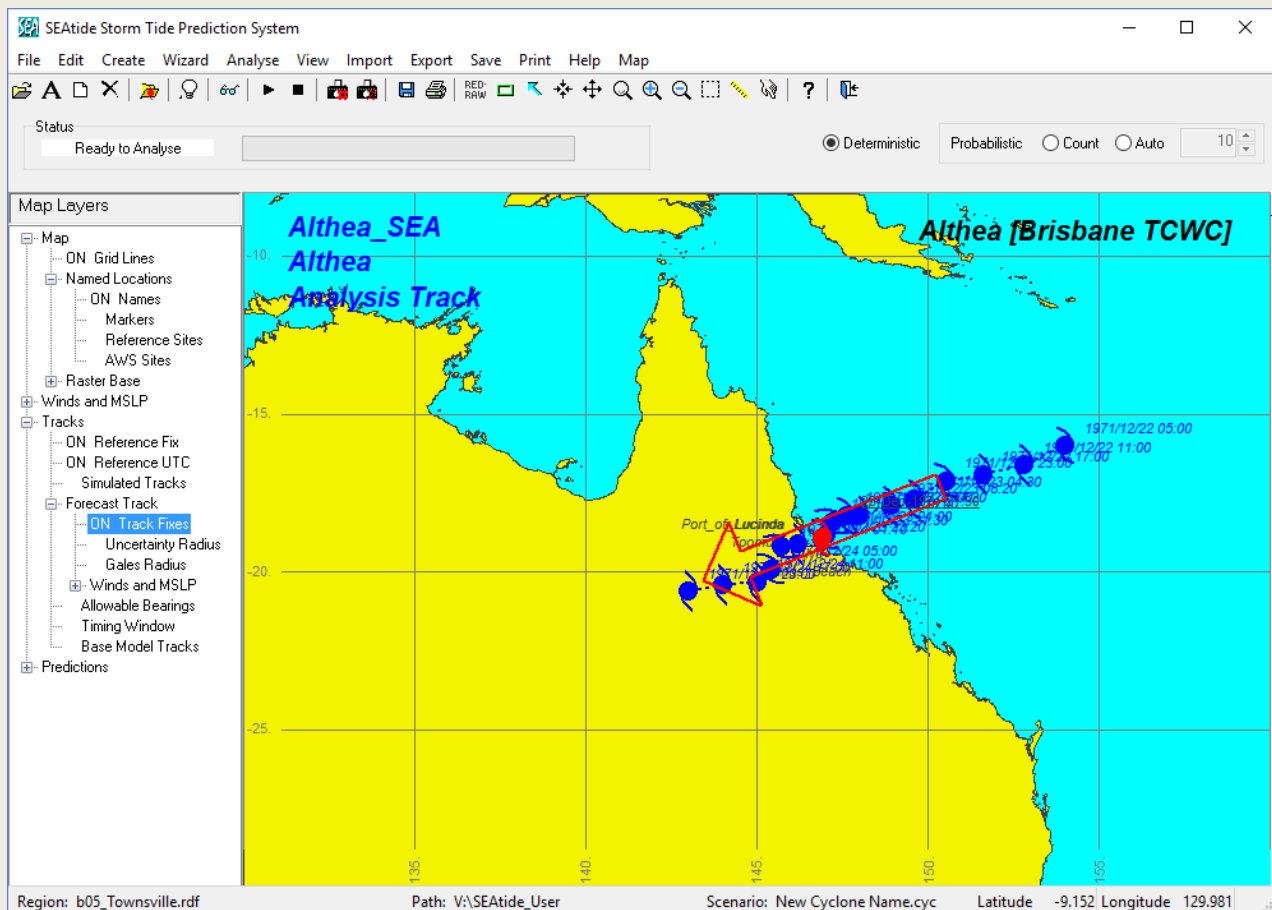 SEAtide Storm Tide Prediction System
File Edit Create Wizard Analyse View Import Export Save Print Help Map
RED-
RAW
Status
Ready to Analyse
Deterministic Probabilistic Count Auto 10
Map Layers
Map
ON Grid Lines
Named Locations
ON Names
Markers
Reference Sites
AWS Sites
Raster Base
Winds and MSLP
Tracks
ON Reference Fix
ON Reference UTC
Simulated Tracks
Forecast Track
ON Track Fixes
Uncertainty Radius
Gales Radius
Winds and MSLP
Allowable Bearings
Timing Window
Base Model Tracks
Predictions
Althea_SEA
Althea
Analysis Track
Althea [Brisbane TCWC]
-10.
-15.
1971/12/22 05:00
12/22 11:00
17:00
Port_of_Lucinda
12/24 05:00
-20.
-25.
135. 140. 145. 150. 155.
Region: b05_Townsville.rdf Path: V:\SEAtide_User Scenario: New Cyclone Name.cyc Latitude -9.152 Longitude 129.981